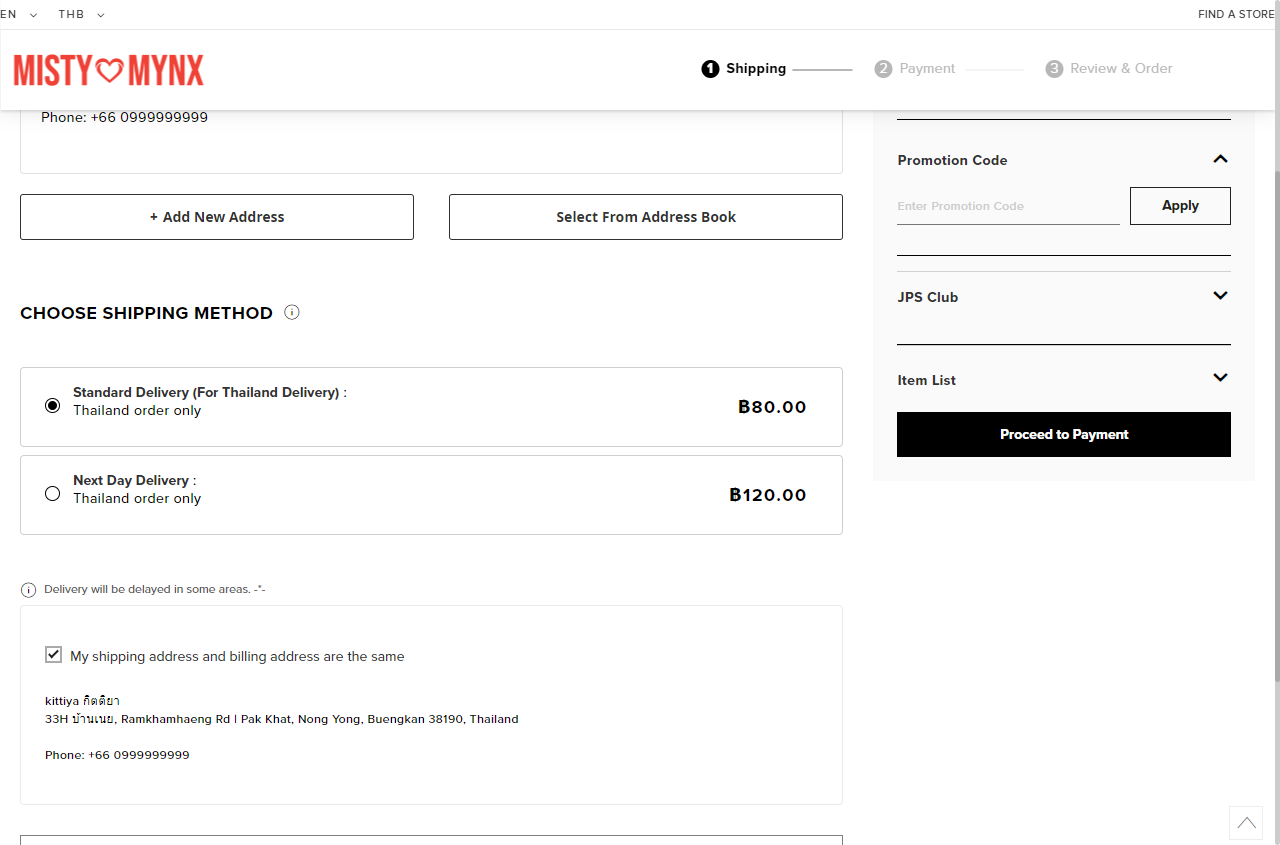 EN THB FIND A STORE
MISTY MYNX
1 Shipping 2 Payment 3 Review & Order
Phone: +66 0999999999
+ Add New Address
Select From Address Book
CHOOSE SHIPPING METHOD
Standard Delivery (For Thailand Delivery) :
Thailand order only
฿80.00
Next Day Delivery :
Thailand order only
฿120.00
Delivery will be delayed in some areas. -*-
My shipping address and billing address are the same
kittiya กิตติยา
33H บ้านเนย, Ramkhamhaeng Rd | Pak Khat, Nong Yong, Buengkan 38190, Thailand
Phone: +66 0999999999
Promotion Code
Enter Promotion Code
Apply
JPS Club
Item List
Proceed to Payment